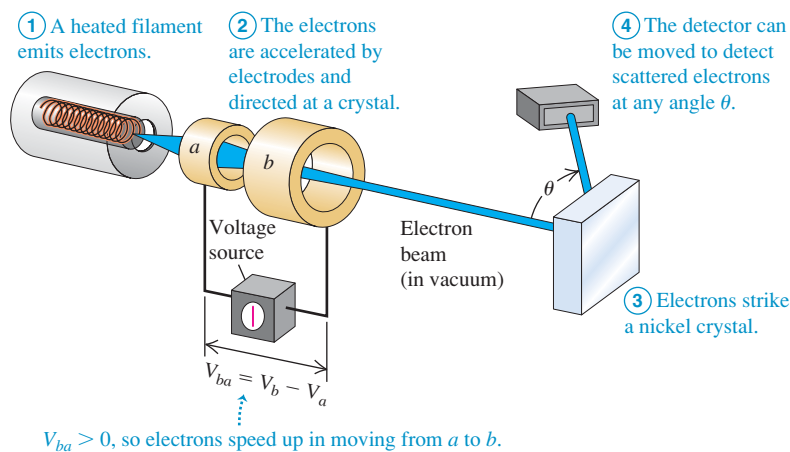 1 A heated filament
emits electrons.
2 The electrons
are accelerated by
electrodes and
directed at a crystal.
4 The detector can
be moved to detect
scattered electrons
at any angle θ.
a
b
θ
Voltage
source
Electron
beam
(in vacuum)
3 Electrons strike
a nickel crystal.
V_ba = V_b − V_a
V_ba > 0, so electrons speed up in moving from a to b.